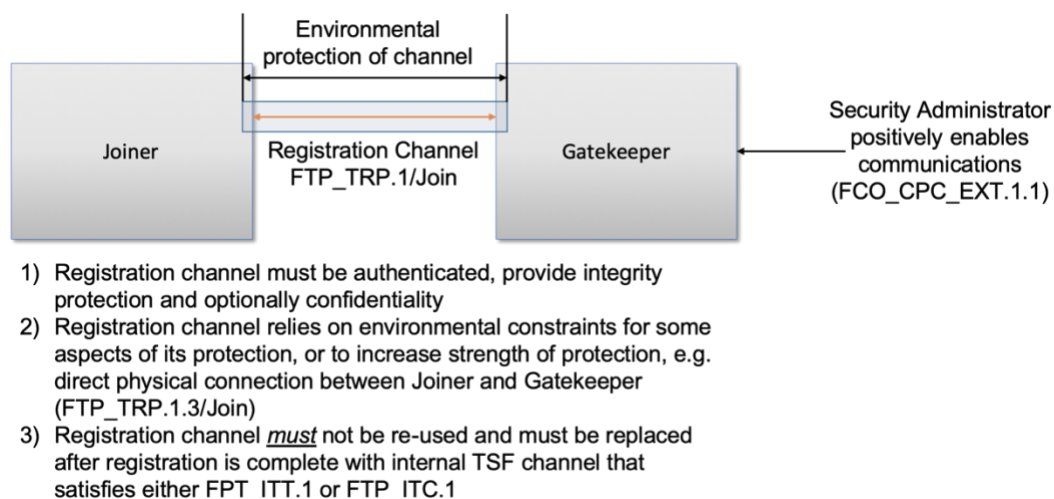 Environmental
protection of channel
Joiner
Registration Channel
FTP_TRP.1/Join
Gatekeeper
Security Administrator
positively enables
communications
(FCO_CPC_EXT.1.1)
1) Registration channel must be authenticated, provide integrity
protection and optionally confidentiality
2) Registration channel relies on environmental constraints for some
aspects of its protection, or to increase strength of protection, e.g.
direct physical connection between Joiner and Gatekeeper
(FTP_TRP.1.3/Join)
3) Registration channel must not be re-used and must be replaced
after registration is complete with internal TSF channel that
satisfies either FPT_ITT.1 or FTP_ITC.1